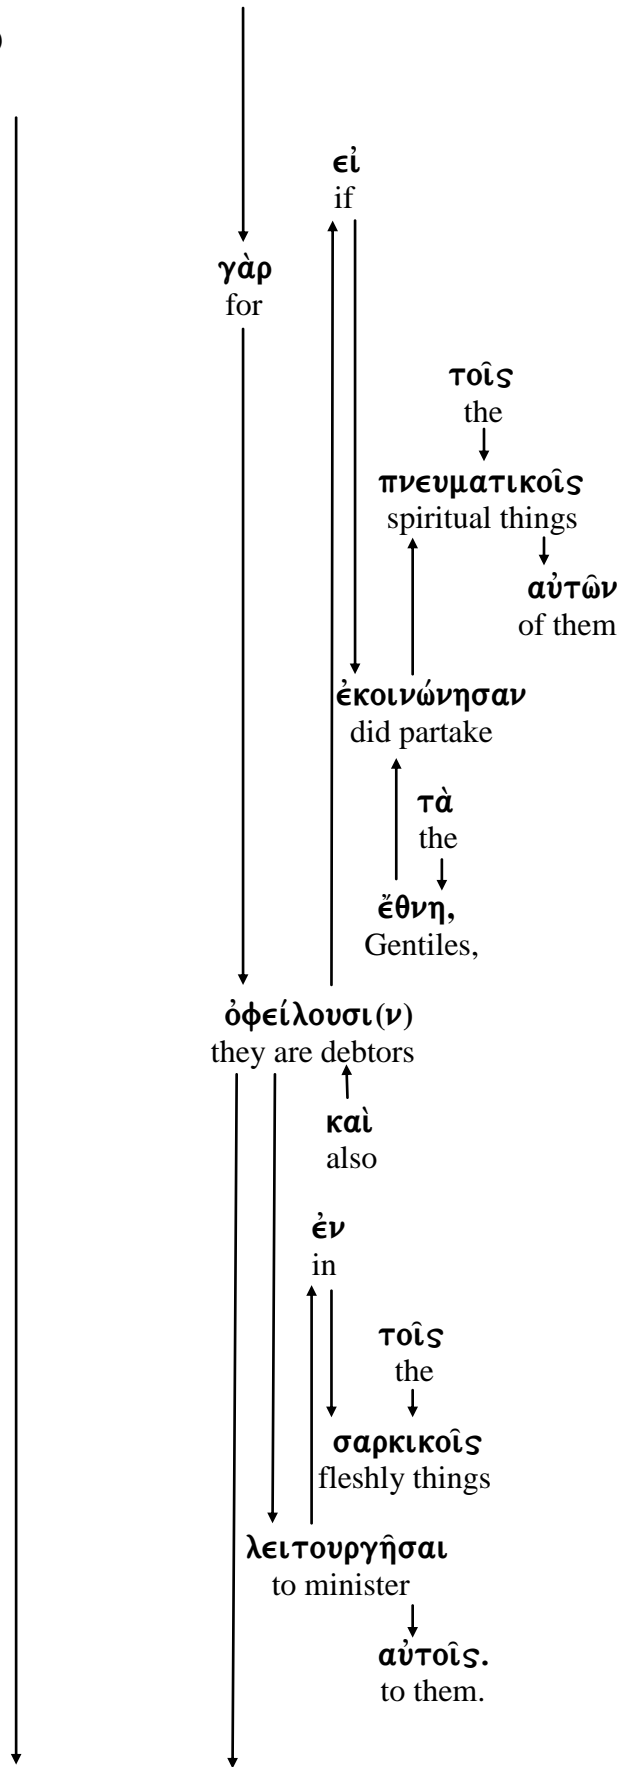 )
εἰ
if
γὰρ
for
τοῖς
the
πνευματικοῖς
spiritual things
αὐτῶν
of them
ἐκοινώνησαν
did partake
τὰ
the
ἔθνη,
Gentiles,
ὀφείλουσι(ν)
they are debtors
καὶ
also
ἐν
in
τοῖς
the
σαρκικοῖς
fleshly things
λειτουργῆσαι
to minister
αὐτοῖς.
to them.